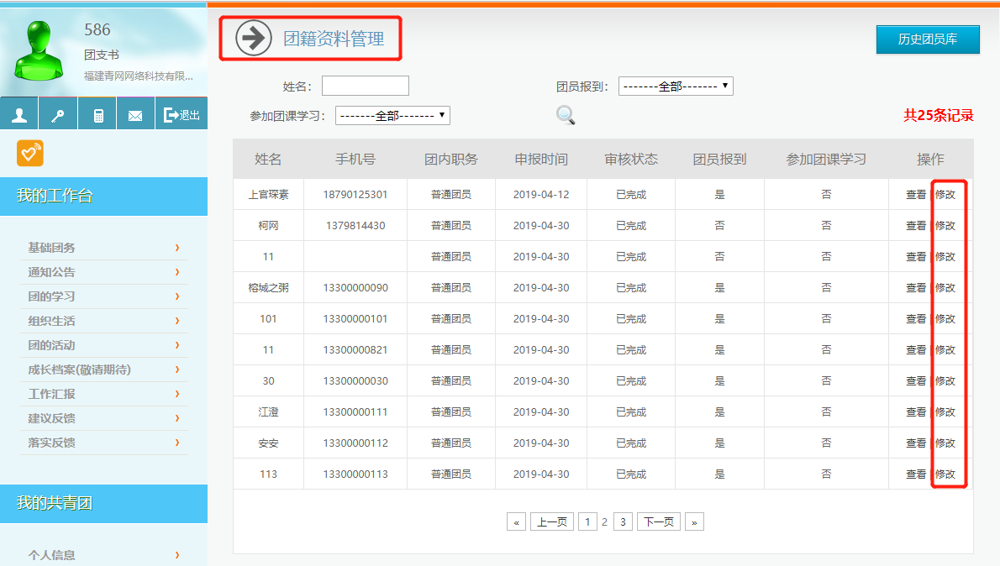 586
团支书
福建青网网络科技有限...
退出
我的工作台
基础团务
通知公告
团的学习
组织生活
团的活动
成长档案(敬请期待)
工作汇报
建议反馈
落实反馈
我的共青团
个人信息
团籍资料管理
历史团员库
姓名: 团员报到: -------全部-------
参加团课学习: -------全部-------
共25条记录
姓名 手机号 团内职务 申报时间 审核状态 团员报到 参加团课学习 操作
上官琛素 18790125301 普通团员 2019-04-12 已完成 是 否 查看 修改
柯网 1379814430 普通团员 2019-04-30 已完成 否 否 查看 修改
11 普通团员 2019-04-30 已完成 否 否 查看 修改
榕城之粥 13300000090 普通团员 2019-04-30 已完成 是 否 查看 修改
101 13300000101 普通团员 2019-04-30 已完成 是 否 查看 修改
11 13300000821 普通团员 2019-04-30 已完成 是 否 查看 修改
30 13300000030 普通团员 2019-04-30 已完成 是 否 查看 修改
江澄 13300000111 普通团员 2019-04-30 已完成 是 否 查看 修改
安安 13300000112 普通团员 2019-04-30 已完成 是 否 查看 修改
113 13300000113 普通团员 2019-04-30 已完成 是 否 查看 修改
« 上一页 1 2 3 下一页 »